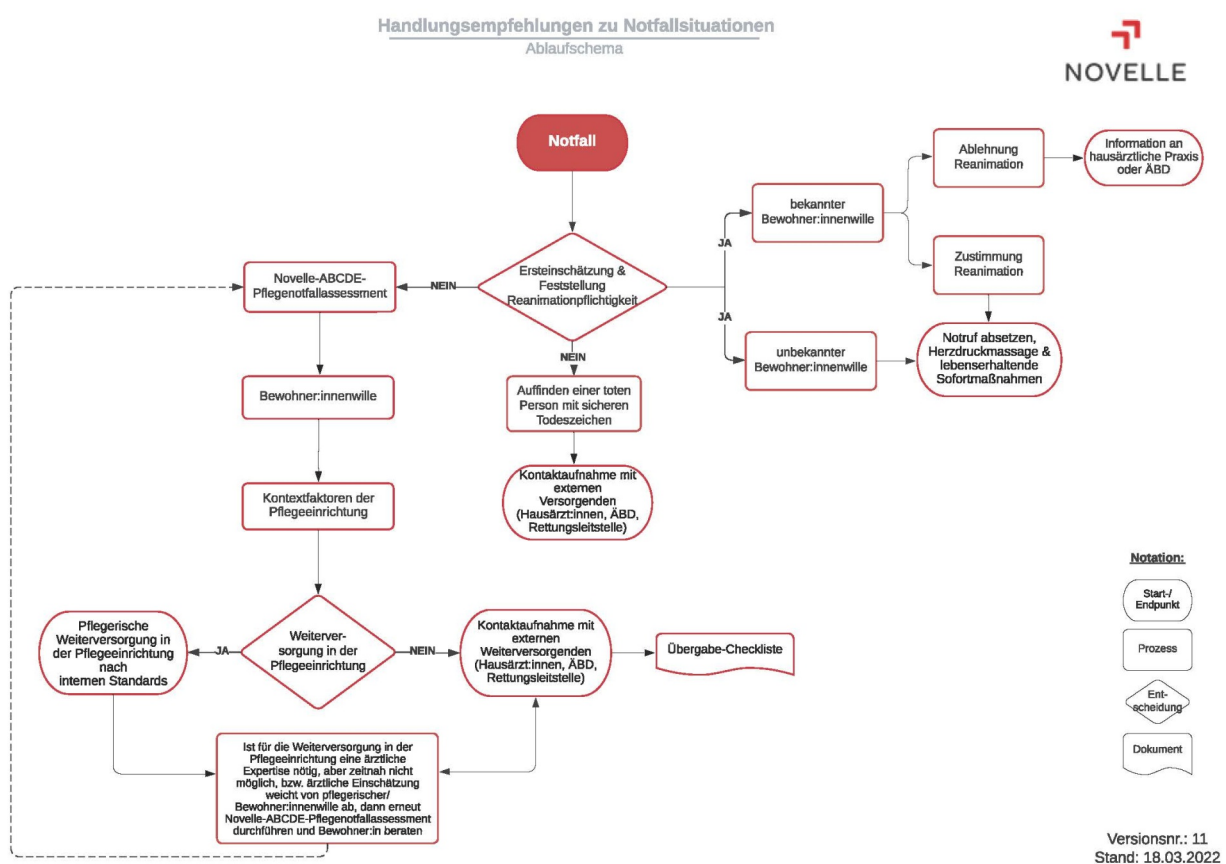 Handlungsempfehlungen zu Notfallsituationen
Ablaufschema
NOVELLE
Notfall
Ersteinschätzung &
Feststellung
Reanimationpflichtigkeit
JA
bekannter
Bewohner:innenwille
Ablehnung
Reanimation
Information an
hausärztliche Praxis
oder ÄBD
Zustimmung
Reanimation
JA
unbekannter
Bewohner:innenwille
Notruf absetzen,
Herzdruckmassage &
lebenserhaltende
Sofortmaßnahmen
NEIN
Auffinden einer toten
Person mit sicheren
Todeszeichen
Kontaktaufnahme mit
externen
Versorgenden
(Hausärzt:innen, ÄBD,
Rettungsleitstelle)
NEIN
Novelle-ABCDE-
Pflegenotfallassessment
Bewohner:innenwille
Kontextfaktoren der
Pflegeeinrichtung
Weiterver-
sorgung in der
Pflegeeinrichtung
JA
Pflegerische
Weiterversorgung in
der Pflegeeinrichtung
nach
internen Standards
NEIN
Kontaktaufnahme mit
externen
Weiterversorgenden
(Hausärzt:innen, ÄBD,
Rettungsleitstelle)
Übergabe-Checkliste
Ist für die Weiterversorgung in der
Pflegeeinrichtung eine ärztliche
Expertise nötig, aber zeitnah nicht
möglich, bzw. ärztliche Einschätzung
weicht von pflegerischer/
Bewohner:innenwille ab, dann erneut
Novelle-ABCDE-Pflegenotfallassessment
durchführen und Bewohner:in beraten
Notation:
Start-/
Endpunkt
Prozess
Ent-
scheidung
Dokument
Versionsnr.: 11
Stand: 18.03.2022